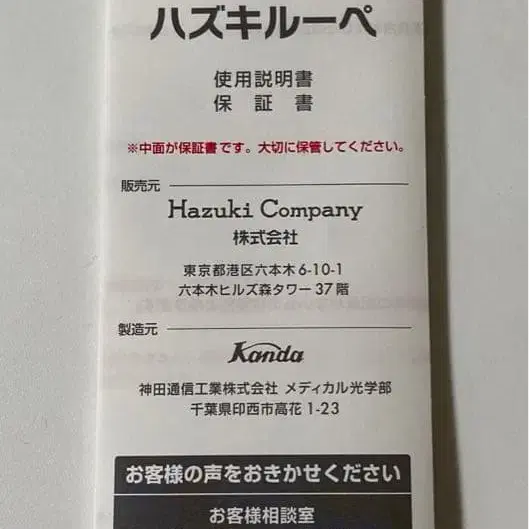 ハズキルーペ
使用説明書
保証書
※中面が保証書です。大切に保管してください。
販売元
Hazuki Company
株式会社
東京都港区六本木6-10-1
六本木ヒルズ森タワー37階
製造元
Kanda
神田通信工業株式会社 メディカル光学部
千葉県印西市高花1-23
お客様の声をおきかせください
お客様相談室